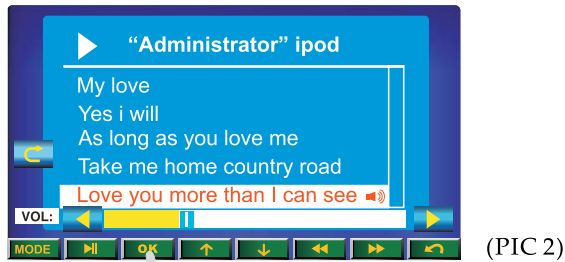 “Administrator” ipod
My love
Yes i will
As long as you love me
Take me home country road
Love you more than I can see
VOL:
MODE OK
(PIC 2)